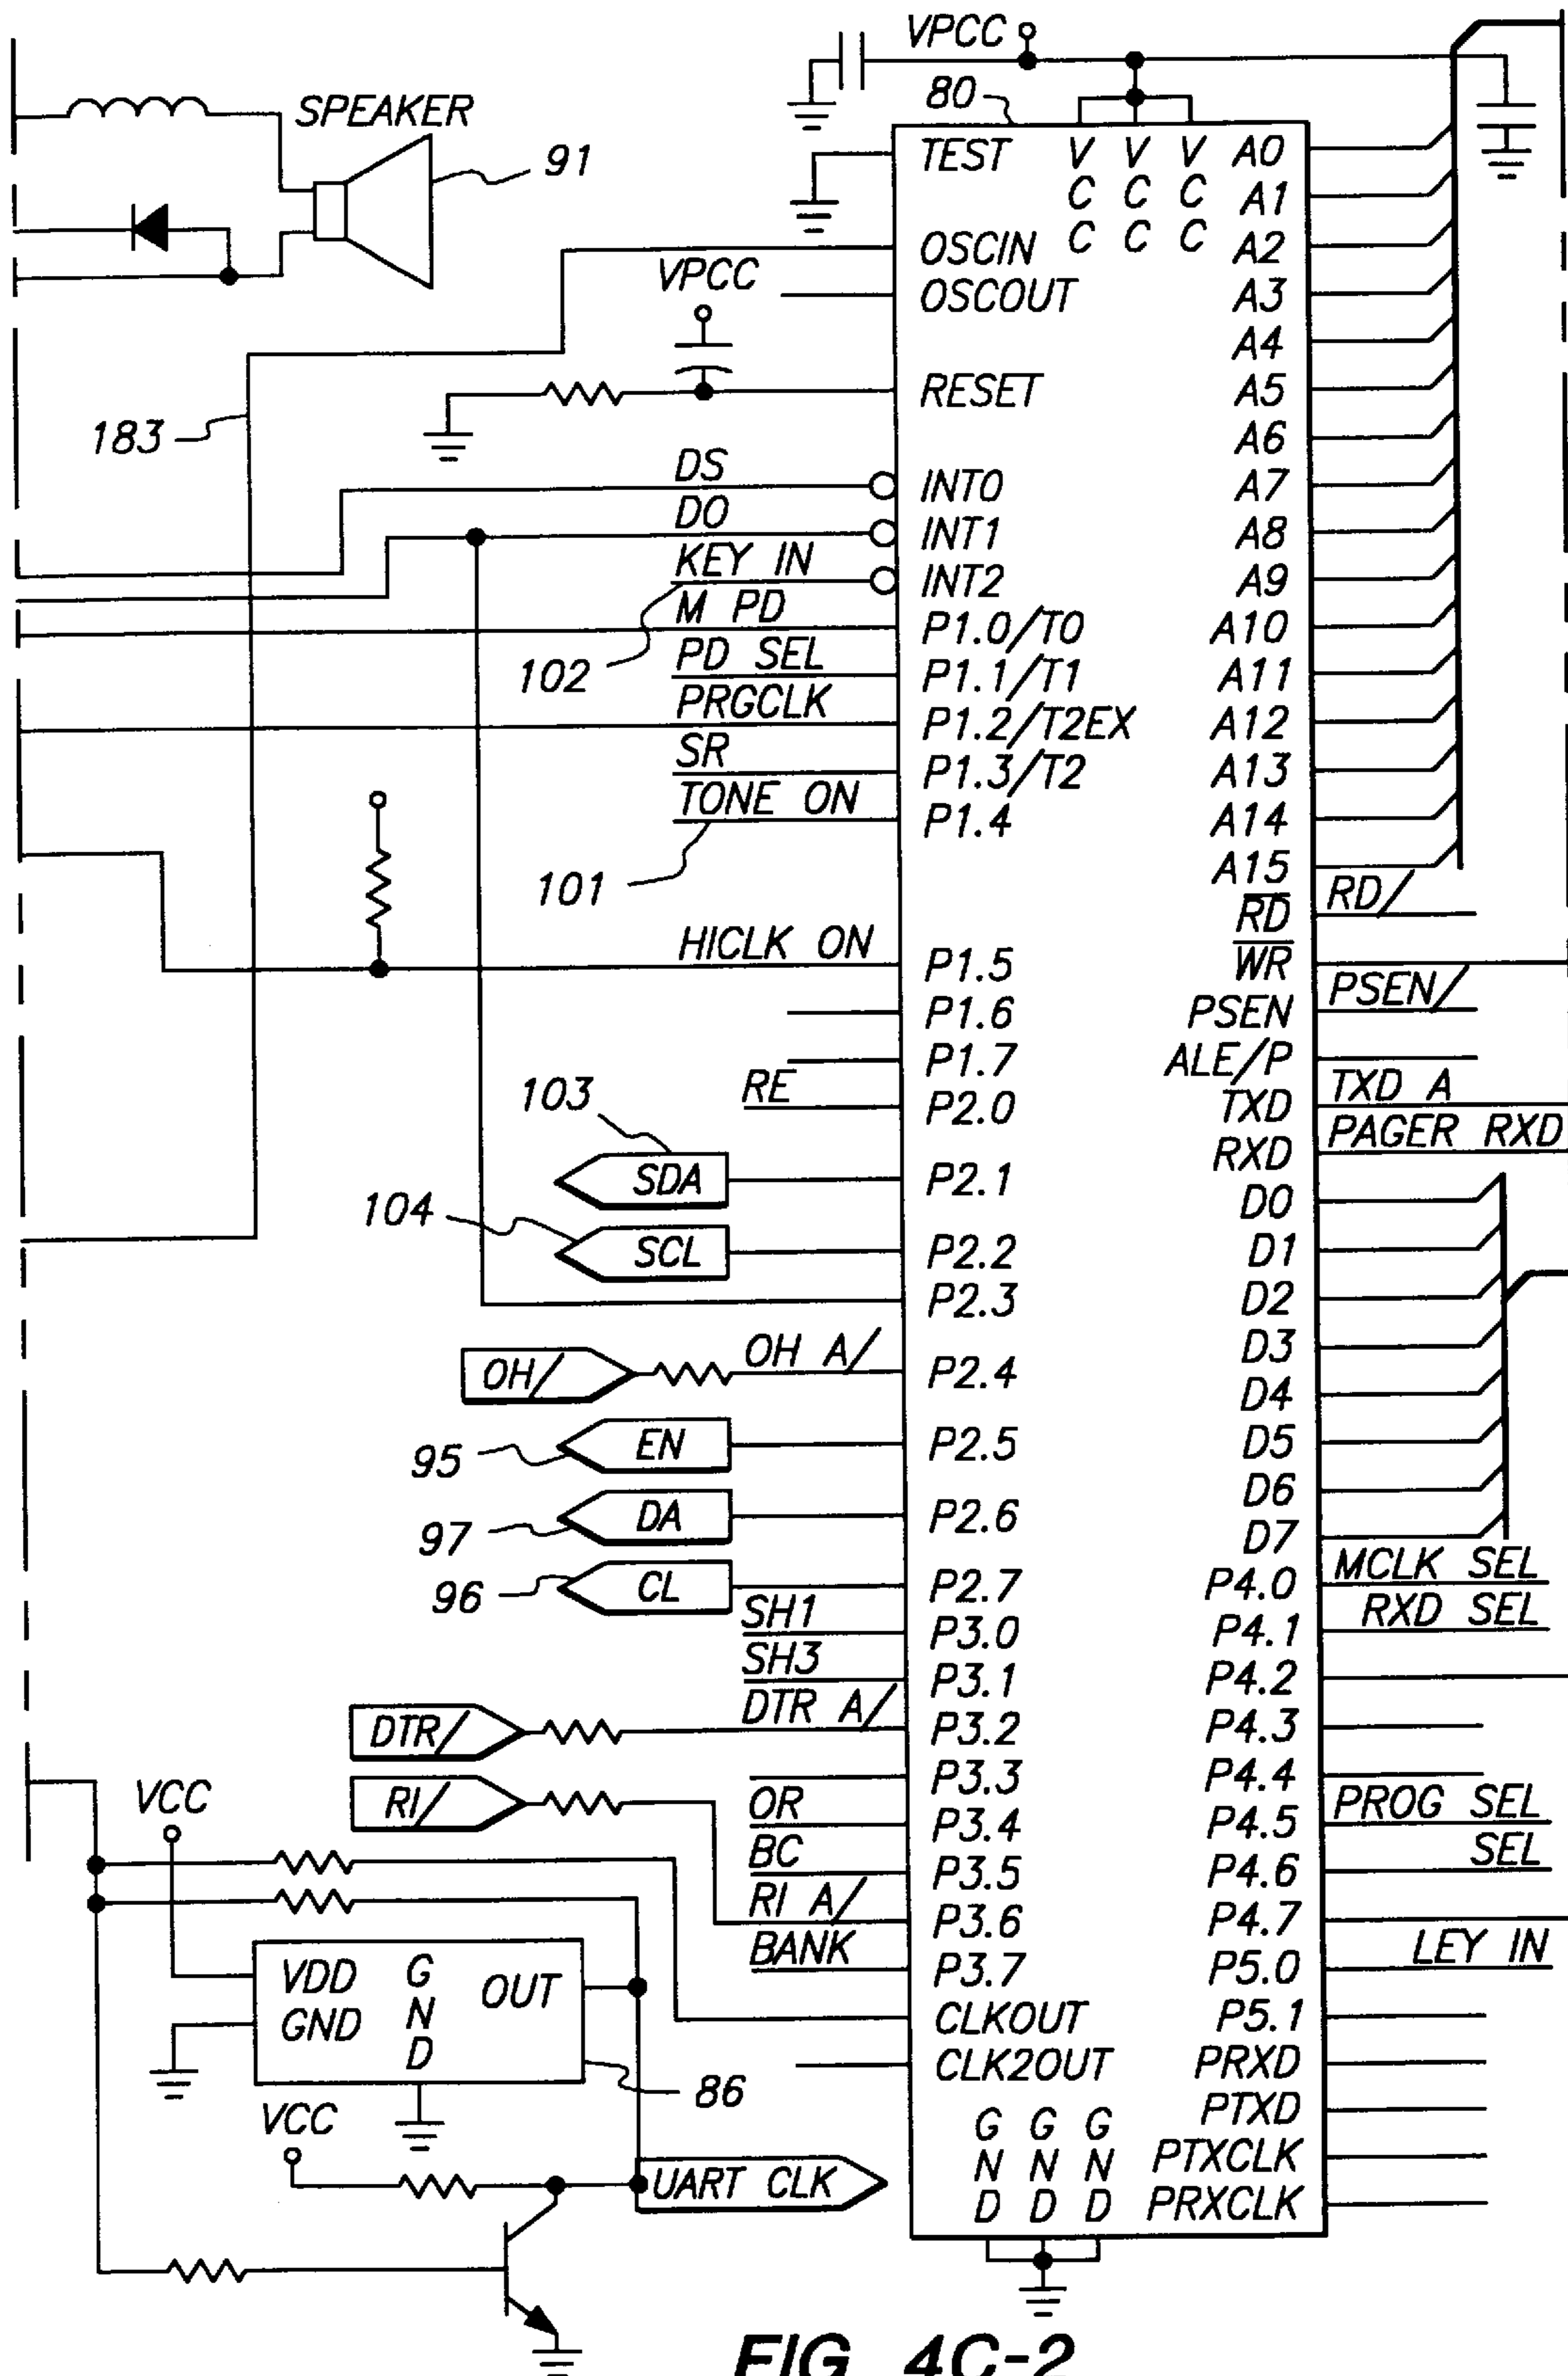 VPCC
80
SPEAKER
91
TEST
V V V
C C C
C C C
OSCIN
OSCOUT
VPCC
RESET
183
DS
INT0
DO
INT1
KEY IN
INT2
102
M PD
P1.0/T0
PD SEL
P1.1/T1
PRGCLK
P1.2/T2EX
SR
P1.3/T2
TONE ON
P1.4
101
HICLK ON
P1.5
P1.6
P1.7
RE
P2.0
103
SDA
P2.1
104
SCL
P2.2
P2.3
OH/
OH A/
P2.4
95
EN
P2.5
97
DA
P2.6
96
CL
P2.7
SH1
P3.0
SH3
P3.1
DTR/
DTR A/
P3.2
RI/
P3.3
OR
P3.4
BC
P3.5
RI A/
P3.6
BANK
P3.7
CLKOUT
CLK2OUT
G G G
N N N
D D D
A0
A1
A2
A3
A4
A5
A6
A7
A8
A9
A10
A11
A12
A13
A14
A15
RD
RD/
WR
PSEN
PSEN/
ALE/P
TXD
TXD A
RXD
PAGER RXD
D0
D1
D2
D3
D4
D5
D6
D7
P4.0
MCLK SEL
P4.1
RXD SEL
P4.2
P4.3
P4.4
P4.5
PROG SEL
P4.6
SEL
P4.7
P5.0
LEY IN
P5.1
PRXD
PTXD
PTXCLK
PRXCLK
VCC
VDD
GND
G
N
D
OUT
86
VCC
UART CLK
FIG. 4C-2